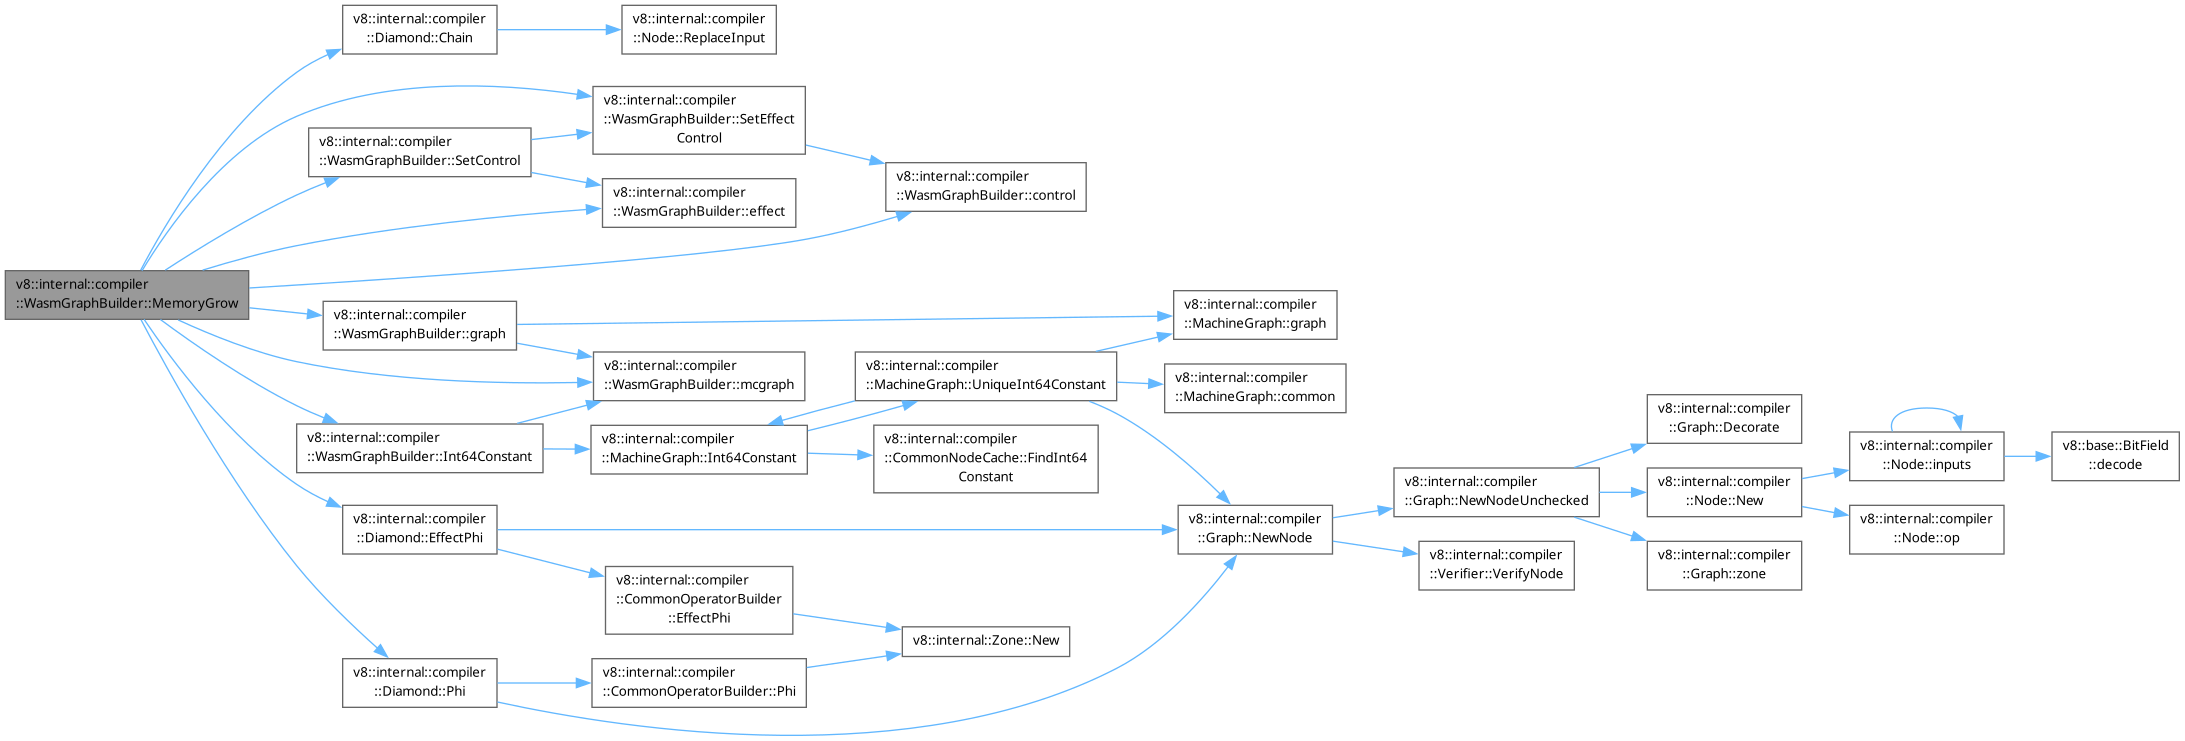 v8::internal::compiler
::Diamond::Chain
v8::internal::compiler
::Node::ReplaceInput
v8::internal::compiler
::WasmGraphBuilder::SetEffect
Control
v8::internal::compiler
::WasmGraphBuilder::SetControl
v8::internal::compiler
::WasmGraphBuilder::control
v8::internal::compiler
::WasmGraphBuilder::effect
v8::internal::compiler
::WasmGraphBuilder::MemoryGrow
v8::internal::compiler
::WasmGraphBuilder::graph
v8::internal::compiler
::MachineGraph::graph
v8::internal::compiler
::WasmGraphBuilder::mcgraph
v8::internal::compiler
::MachineGraph::UniqueInt64Constant
v8::internal::compiler
::MachineGraph::common
v8::internal::compiler
::WasmGraphBuilder::Int64Constant
v8::internal::compiler
::MachineGraph::Int64Constant
v8::internal::compiler
::CommonNodeCache::FindInt64
Constant
v8::internal::compiler
::Graph::Decorate
v8::internal::compiler
::Node::inputs
v8::base::BitField
::decode
v8::internal::compiler
::Graph::NewNodeUnchecked
v8::internal::compiler
::Node::New
v8::internal::compiler
::Diamond::EffectPhi
v8::internal::compiler
::Graph::NewNode
v8::internal::compiler
::Node::op
v8::internal::compiler
::Verifier::VerifyNode
v8::internal::compiler
::Graph::zone
v8::internal::compiler
::CommonOperatorBuilder
::EffectPhi
v8::internal::Zone::New
v8::internal::compiler
::Diamond::Phi
v8::internal::compiler
::CommonOperatorBuilder::Phi